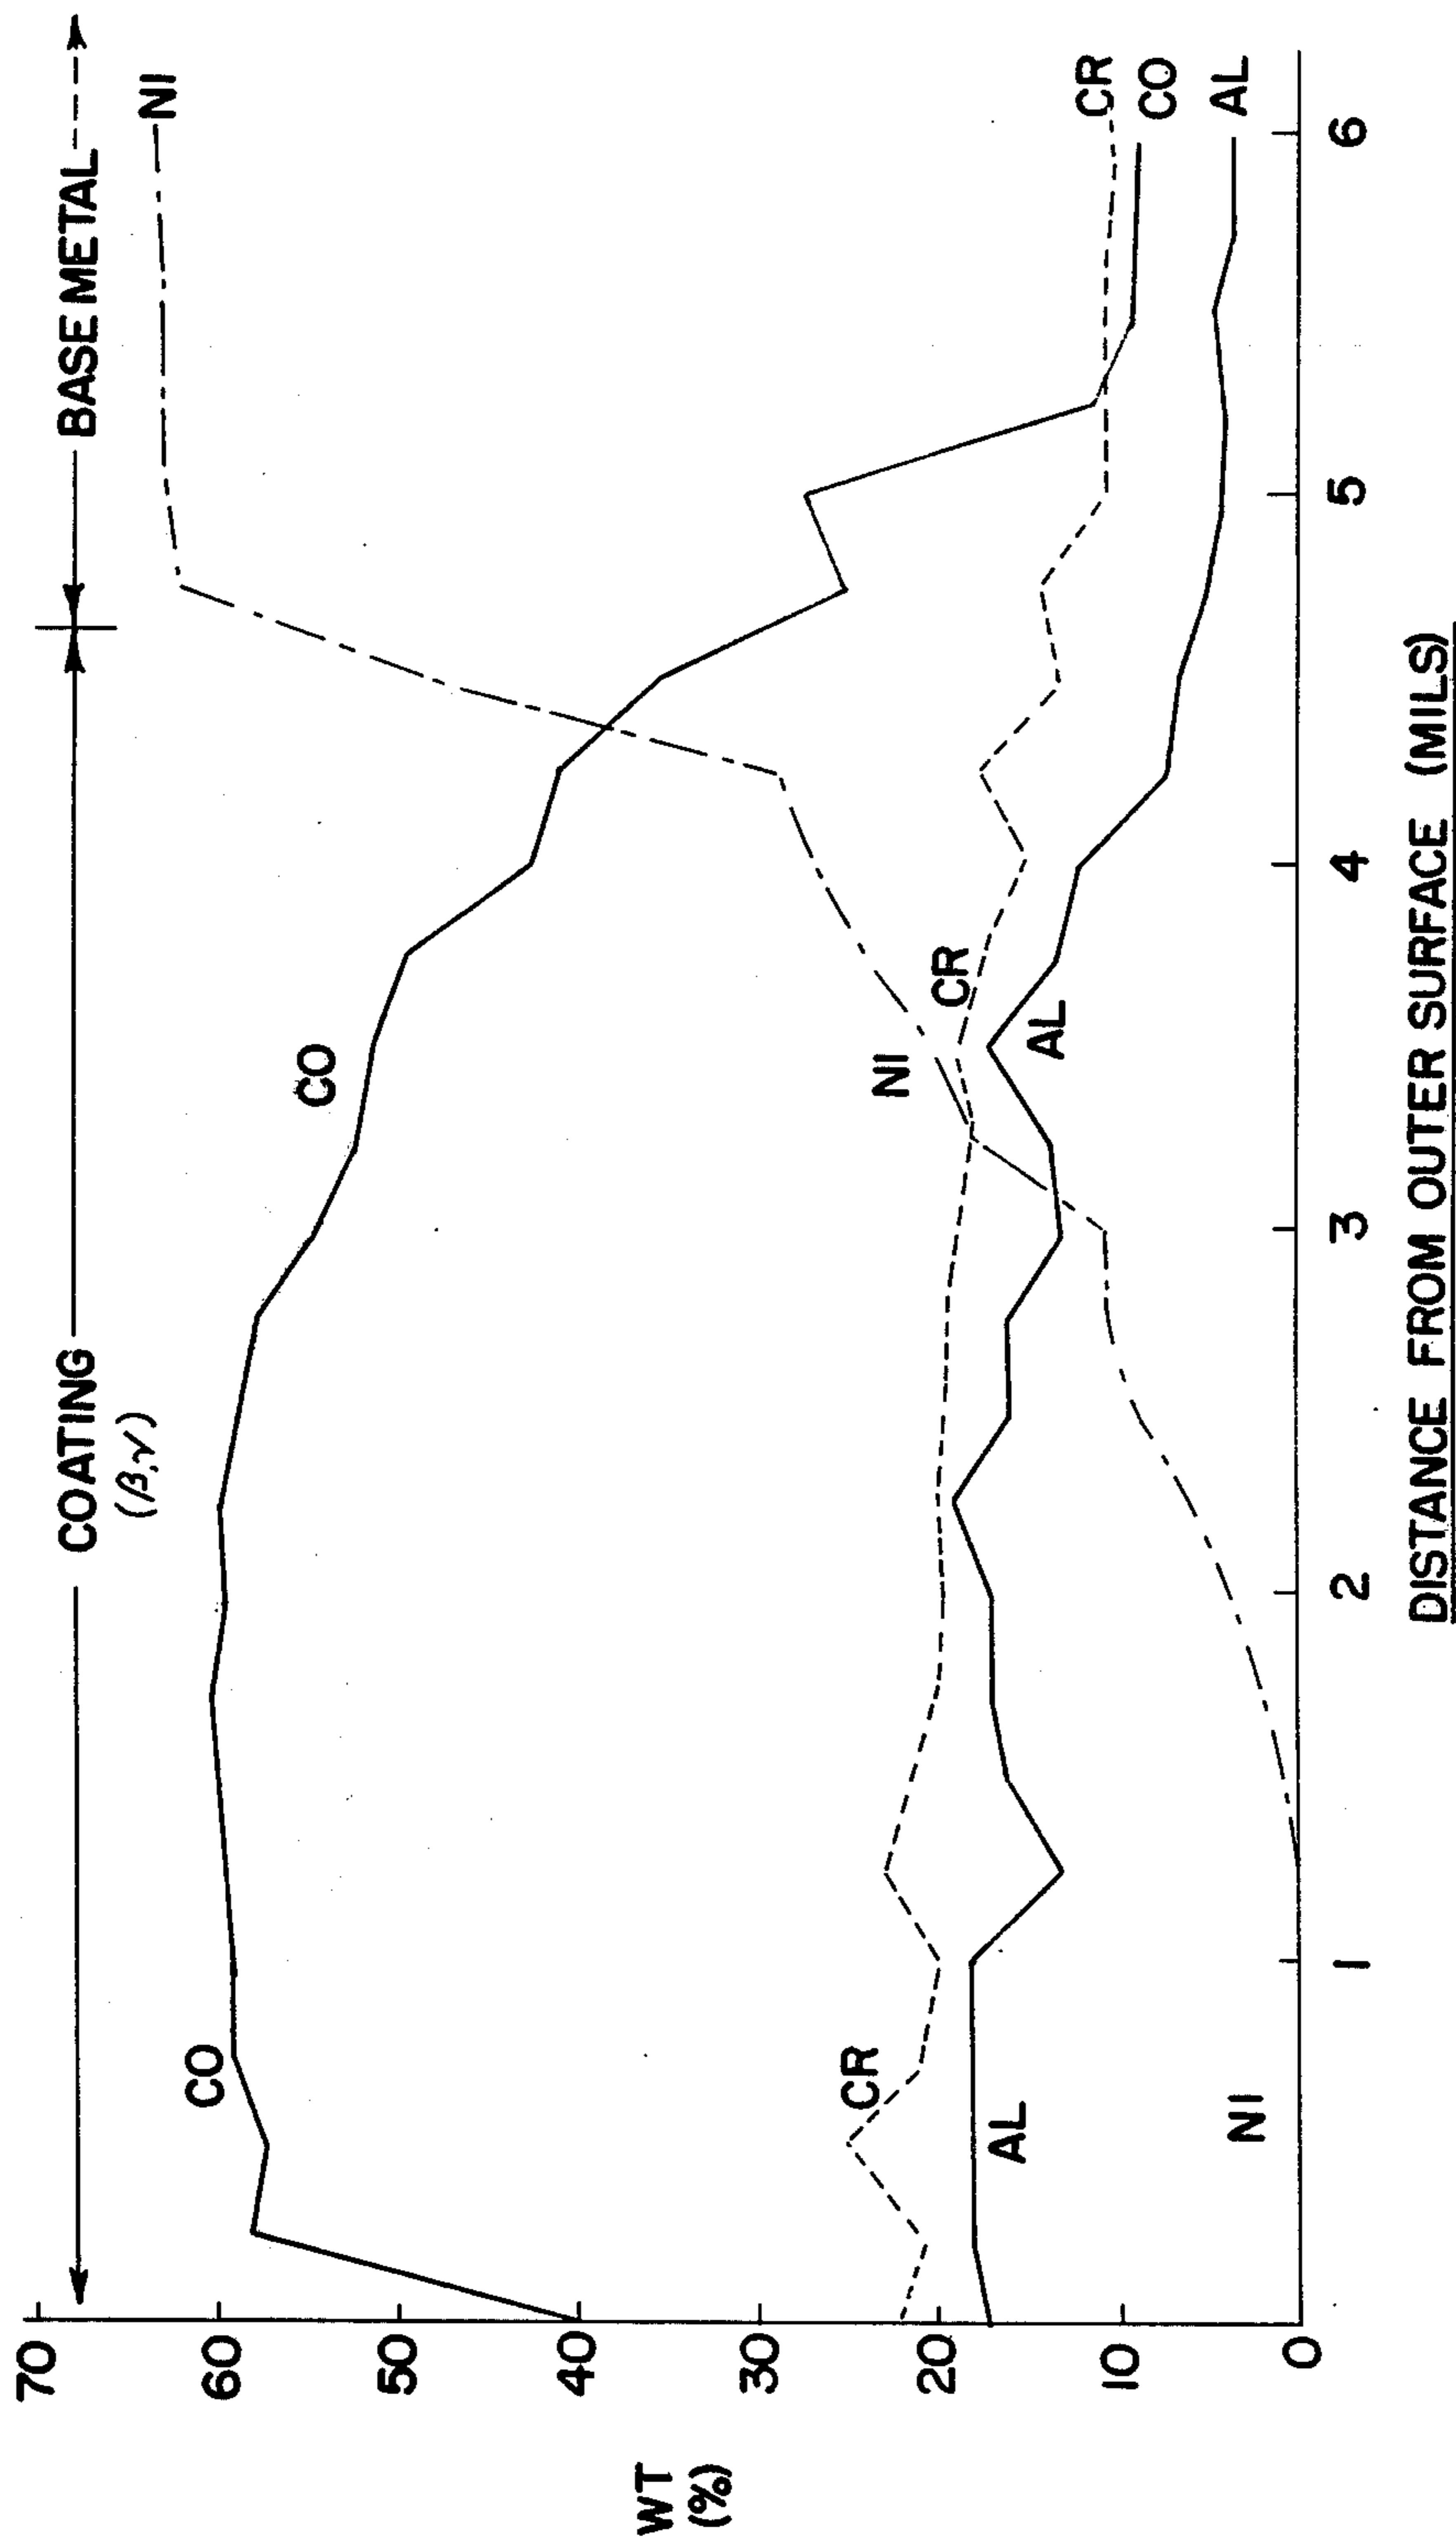 COATING
(β,γ)
BASE METAL
70
60
50
40
30
20
10
0
WT
(%)
CO
CR
AL
NI
CO
NI
CR
AL
NI
CR
CO
AL
1
2
3
4
5
6
DISTANCE FROM OUTER SURFACE (MILS)